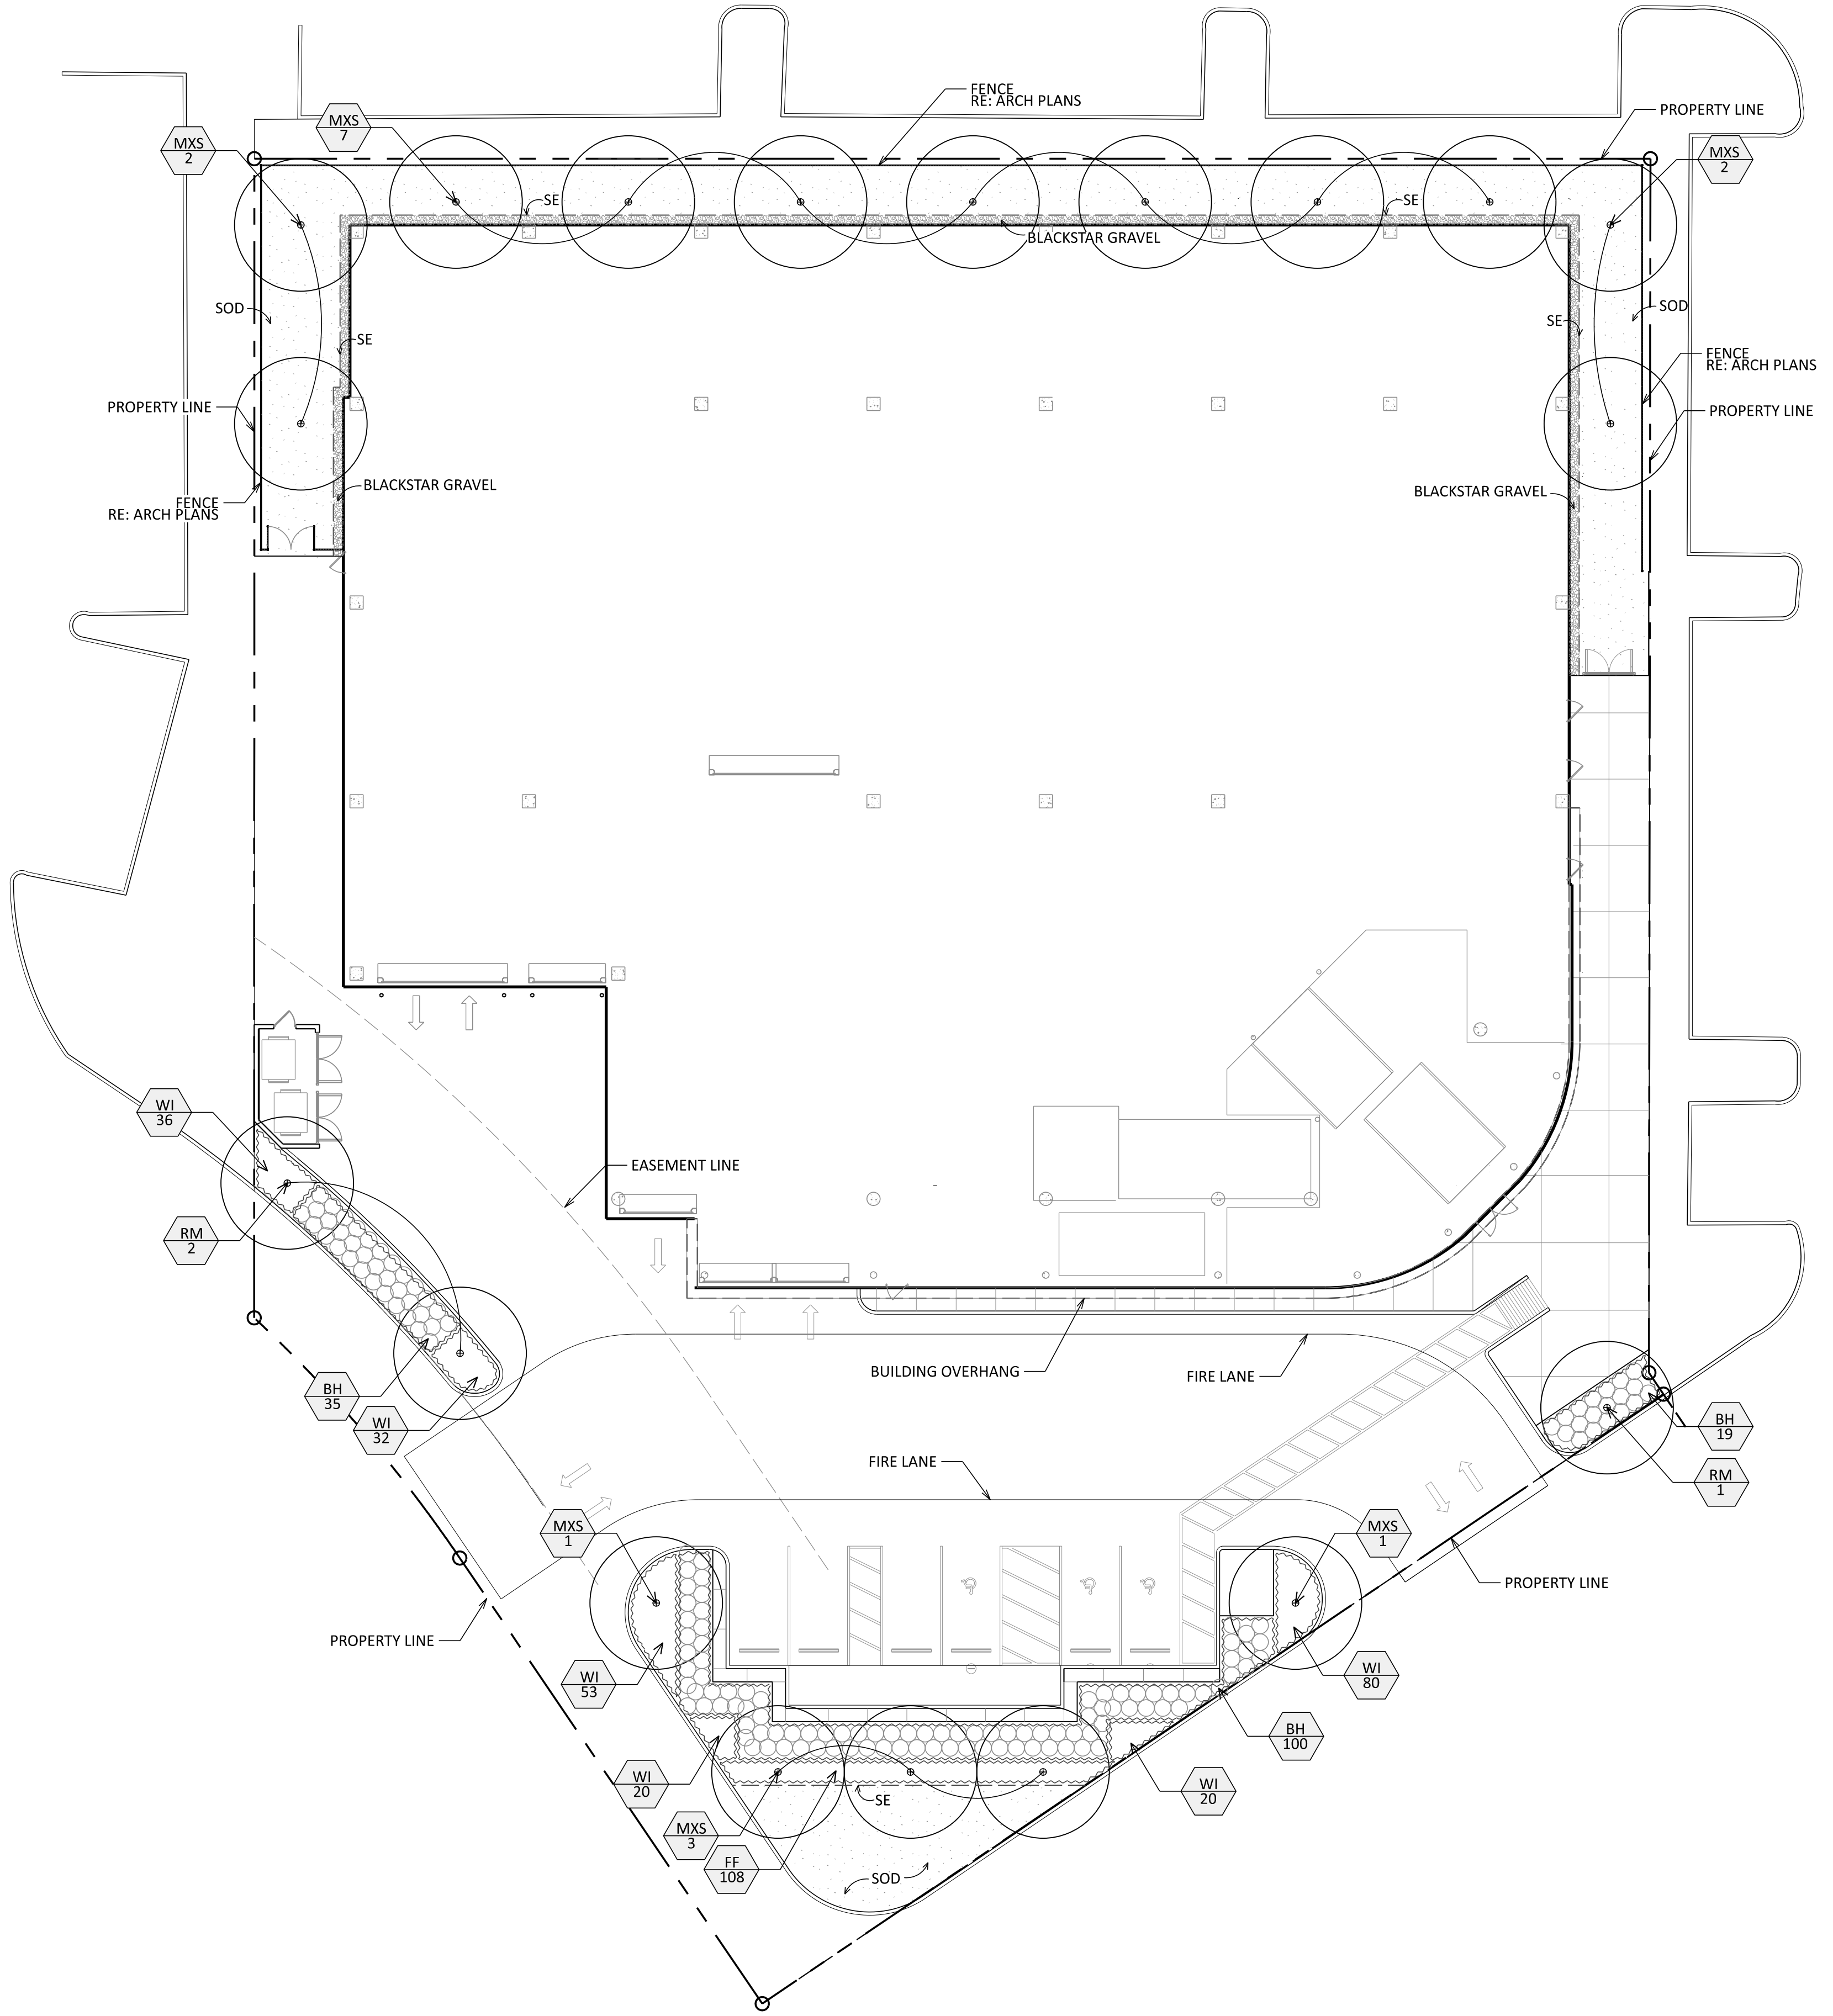 FENCE
RE: ARCH PLANS
PROPERTY LINE
MXS
7
MXS
2
MXS
2
SE
SE
BLACKSTAR GRAVEL
SOD
SOD
SE
SE
FENCE
RE: ARCH PLANS
PROPERTY LINE
PROPERTY LINE
BLACKSTAR GRAVEL
BLACKSTAR GRAVEL
FENCE
RE: ARCH PLANS
WI
36
EASEMENT LINE
RM
2
BUILDING OVERHANG
FIRE LANE
BH
35
WI
32
BH
19
FIRE LANE
RM
1
MXS
1
MXS
1
PROPERTY LINE
PROPERTY LINE
WI
53
WI
80
BH
100
WI
20
WI
20
SE
MXS
3
FF
108
SOD